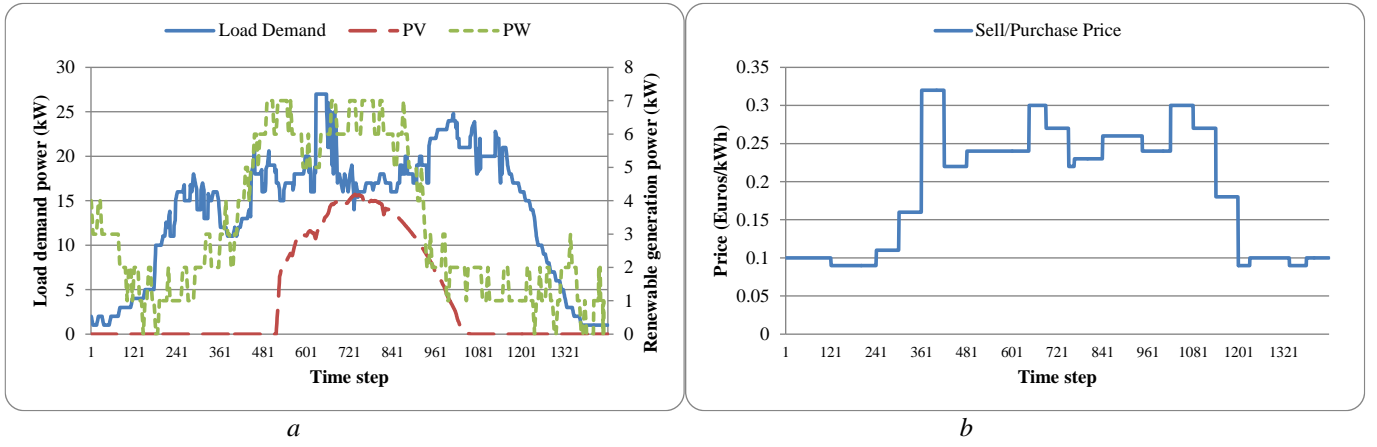 Load Demand PV PW
Load demand power (kW)
30
25
20
15
10
5
0
8
7
6
5
4
3
2
1
0
Renewable generation power (kW)
1 121 241 361 481 601 721 841 961 1081 1201 1321
Time step
a
Sell/Purchase Price
Price (Euros/kWh)
0.35
0.3
0.25
0.2
0.15
0.1
0.05
0
1 121 241 361 481 601 721 841 961 1081 1201 1321
Time step
b